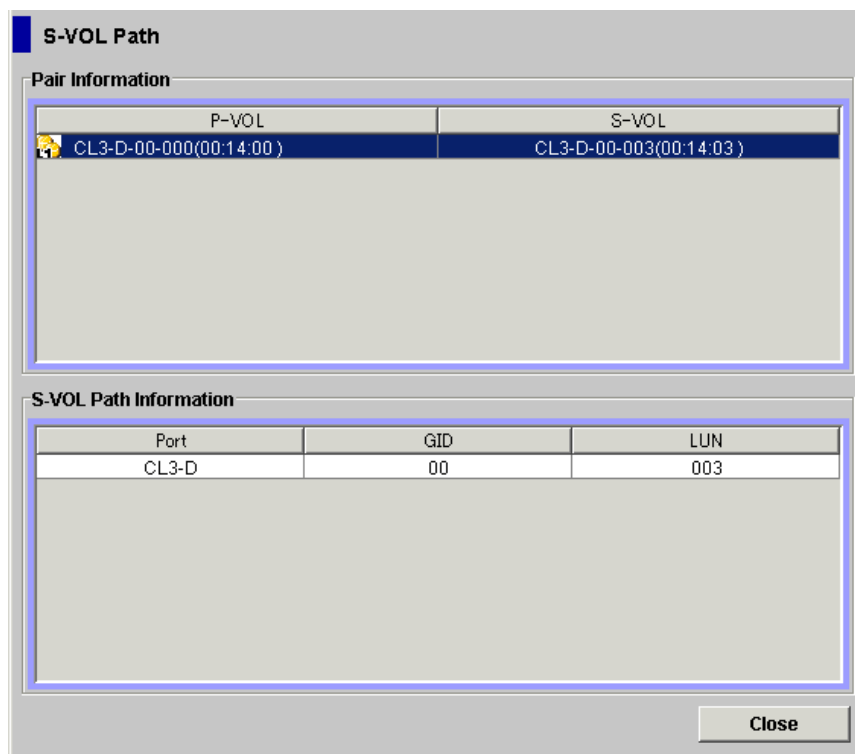 S-VOL Path
Pair Information
P-VOL S-VOL
CL3-D-00-000(00:14:00 ) CL3-D-00-003(00:14:03 )
S-VOL Path Information
Port GID LUN
CL3-D 00 003
Close